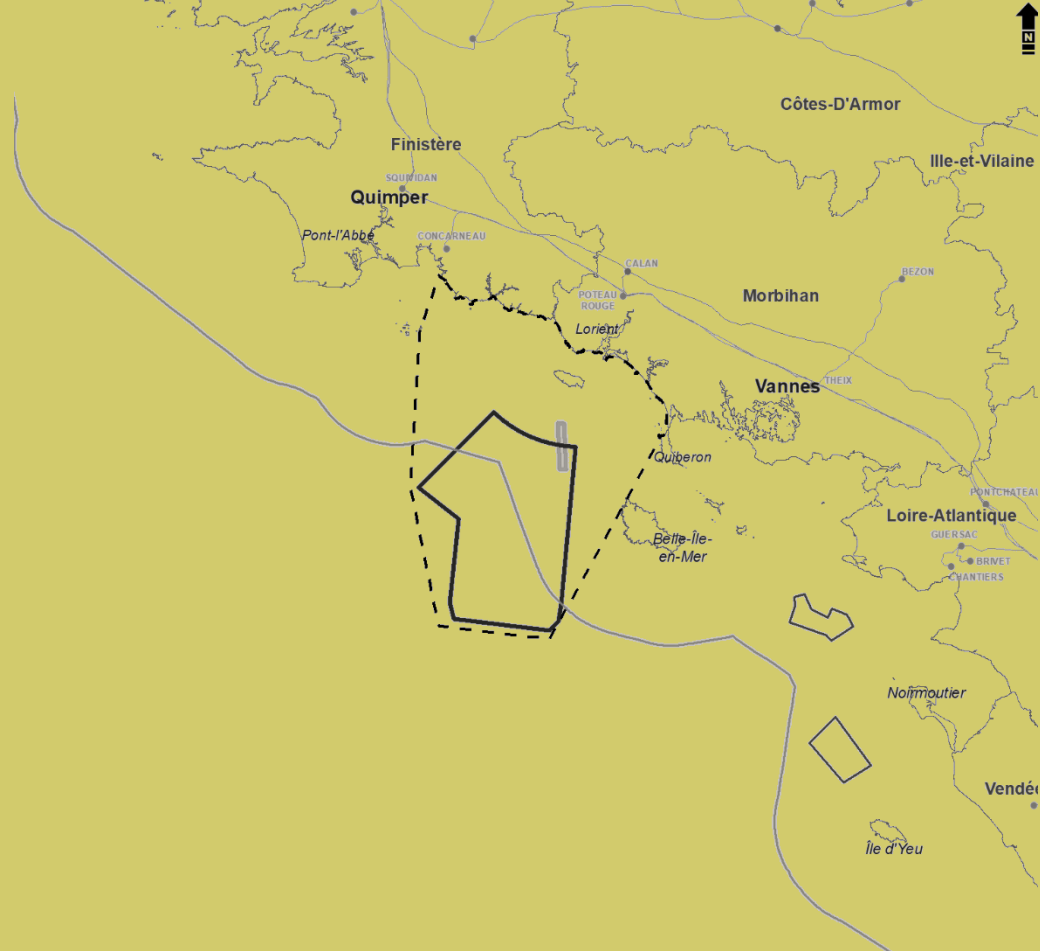 N
Côtes-D'Armor
Finistère
Ille-et-Vilaine
SQUIVIDAN
Quimper
Pont-l'Abbé
CONCARNEAU
CALAN
BEZON
POTEAU
ROUGE
Morbihan
Lorient
Vannes
THEIX
Quiberon
PONTCHATEAU
Loire-Atlantique
GUERSAC
Belle-Île-
en-Mer
BRIVET
CHANTIERS
Noirmoutier
Vendée
Île d'Yeu